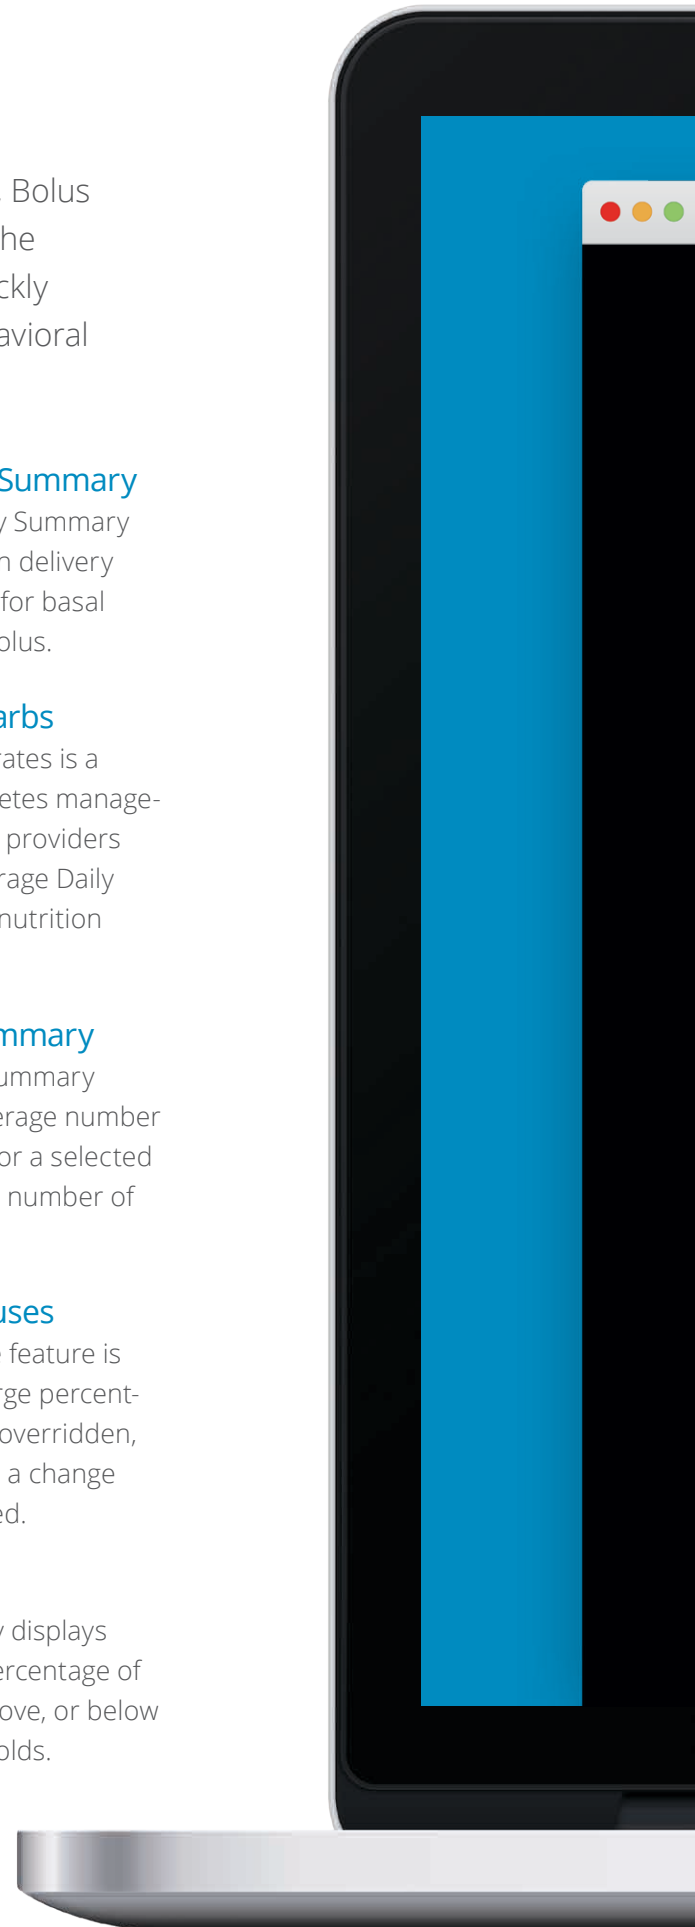 Bolus
he
ckly
avioral
Summary
y Summary
n delivery
for basal
olus.
arbs
rates is a
etes manage-
providers
rage Daily
nutrition
mmary
ummary
erage number
or a selected
number of
uses
feature is
rge percent-
overridden,
a change
ed.
y displays
ercentage of
ove, or below
olds.